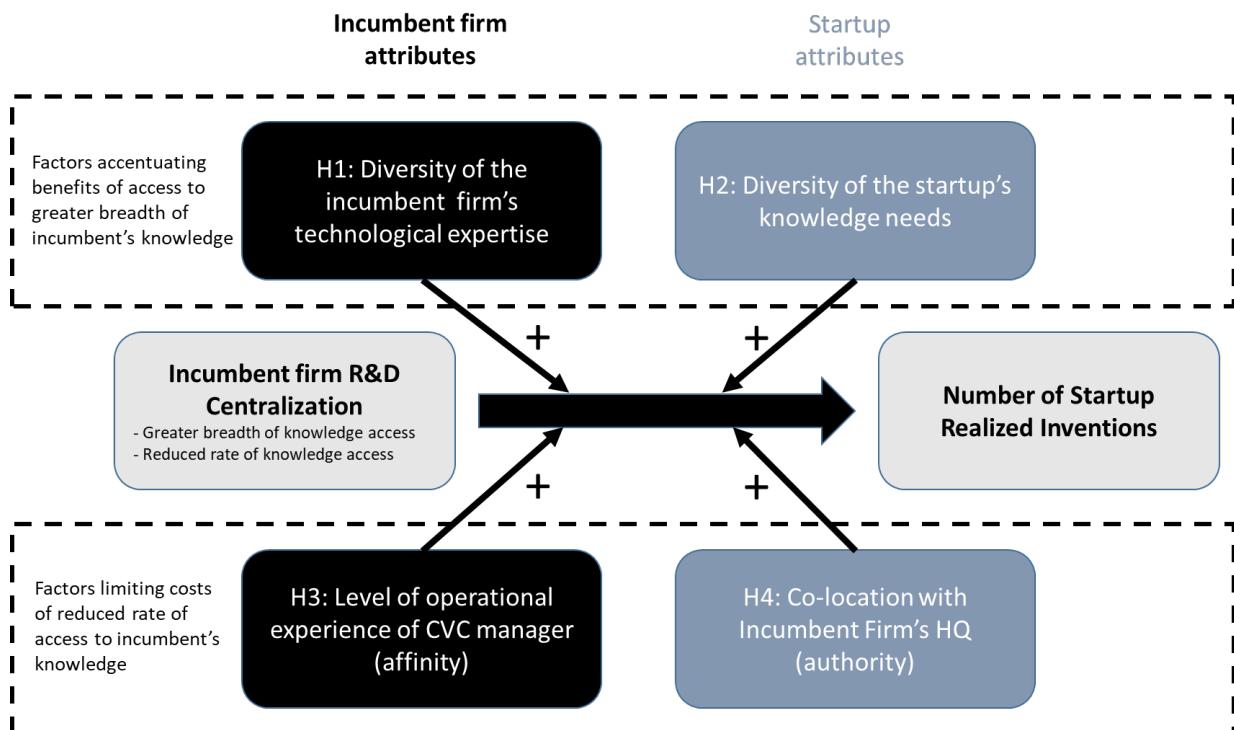 Incumbent firm
attributes
Startup
attributes
Factors accentuating
benefits of access to
greater breadth of
incumbent's knowledge
H1: Diversity of the
incumbent firm's
technological expertise
H2: Diversity of the startup's
knowledge needs
+
+
Incumbent firm R&D
Centralization
- Greater breadth of knowledge access
- Reduced rate of knowledge access
Number of Startup
Realized Inventions
+
+
Factors limiting costs
of reduced rate of
access to incumbent's
knowledge
H3: Level of operational
experience of CVC manager
(affinity)
H4: Co-location with
Incumbent Firm's HQ
(authority)